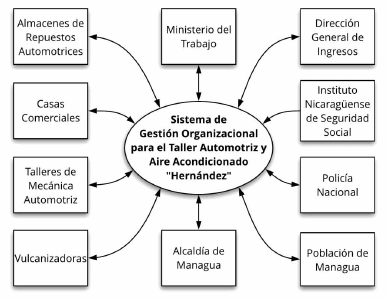 Almacenes de
Repuestos
Automotrices
Ministerio del
Trabajo
Dirección
General de
Ingresos
Casas
Comerciales
Sistema de
Gestión Organizacional
para el Taller Automotriz y
Aire Acondicionado
"Hernández"
Instituto
Nicaragüense
de Seguridad
Social
Talleres de
Mecánica
Automotriz
Policía
Nacional
Vulcanizadoras
Alcaldía de
Managua
Población de
Managua